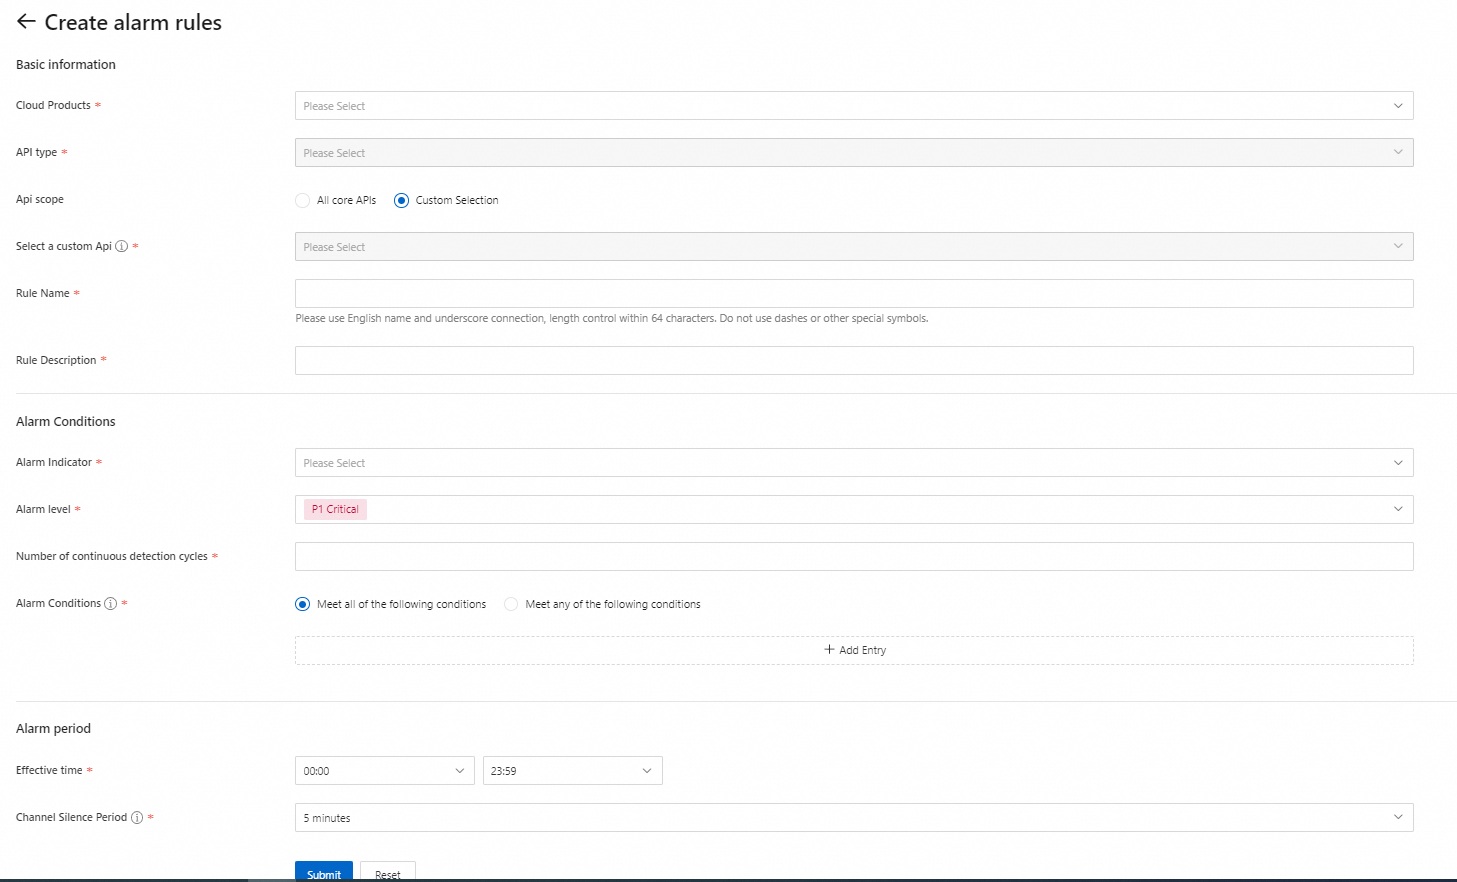 Create alarm rules
Basic information
Cloud Products *
Please Select
API type *
Please Select
Api scope
All core APIs
Custom Selection
Select a custom Api *
Please Select
Rule Name *
Please use English name and underscore connection, length control within 64 characters. Do not use dashes or other special symbols.
Rule Description *
Alarm Conditions
Alarm Indicator *
Please Select
Alarm level *
P1 Critical
Number of continuous detection cycles *
Alarm Conditions *
Meet all of the following conditions
Meet any of the following conditions
+ Add Entry
Alarm period
Effective time *
00:00
23:59
Channel Silence Period *
5 minutes
Submit
Reset